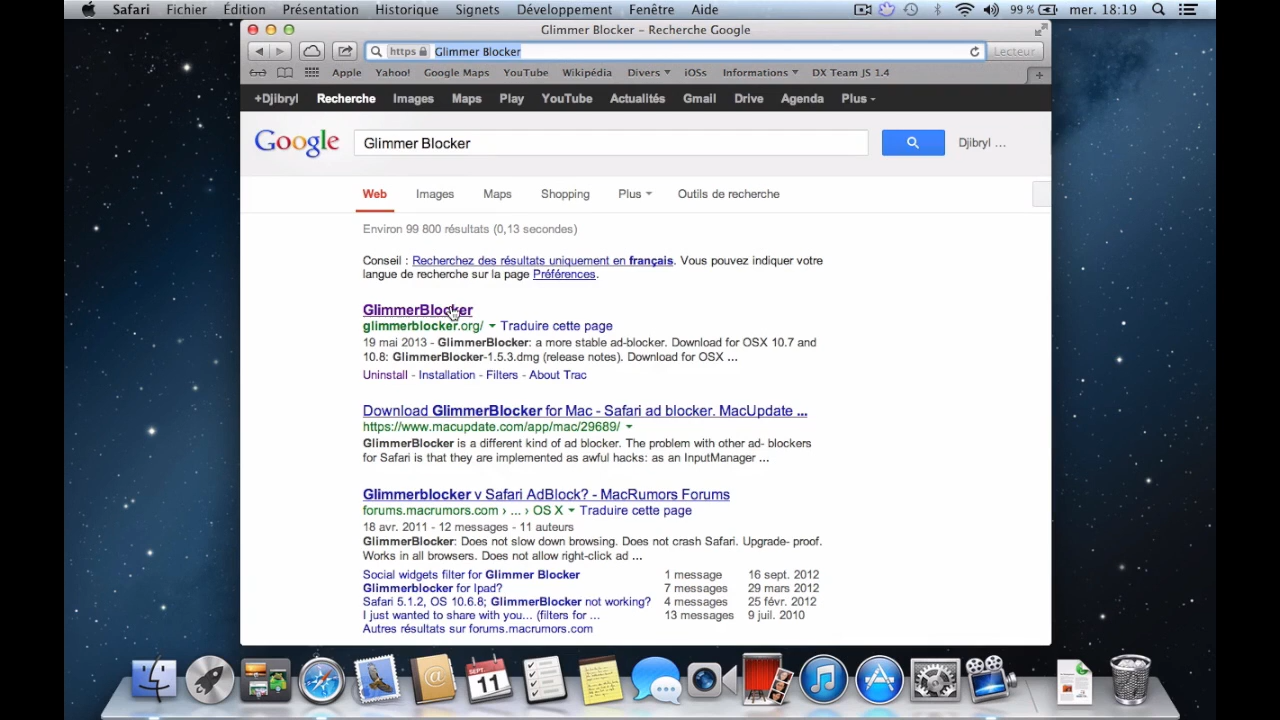 Safari Fichier Édition Présentation Historique Signets Développement Fenêtre Aide 99 % mer. 18:19
Glimmer Blocker – Recherche Google
https Glimmer Blocker Lecteur
Apple Yahoo! Google Maps YouTube Wikipédia Divers iOSs Informations DX Team JS 1.4
+Djibryl Recherche Images Maps Play YouTube Actualités Gmail Drive Agenda Plus
Google Glimmer Blocker Djibryl ...
Web Images Maps Shopping Plus Outils de recherche
Environ 99 800 résultats (0,13 secondes)
Conseil : Recherchez des résultats uniquement en français. Vous pouvez indiquer votre
langue de recherche sur la page Préférences.
GlimmerBlocker
glimmerblocker.org/ Traduire cette page
19 mai 2013 - GlimmerBlocker: a more stable ad-blocker. Download for OSX 10.7 and
10.8: GlimmerBlocker-1.5.3.dmg (release notes). Download for OSX ...
Uninstall - Installation - Filters - About Trac
Download GlimmerBlocker for Mac - Safari ad blocker. MacUpdate ...
https://www.macupdate.com/app/mac/29689/
GlimmerBlocker is a different kind of ad blocker. The problem with other ad- blockers
for Safari is that they are implemented as awful hacks: as an InputManager ...
Glimmerblocker v Safari AdBlock? - MacRumors Forums
forums.macrumors.com › ... › OS X Traduire cette page
18 avr. 2011 - 12 messages - 11 auteurs
GlimmerBlocker: Does not slow down browsing. Does not crash Safari. Upgrade- proof.
Works in all browsers. Does not allow right-click ad ...
Social widgets filter for Glimmer Blocker 1 message 16 sept. 2012
Glimmerblocker for Ipad? 7 messages 29 mars 2012
Safari 5.1.2, OS 10.6.8; GlimmerBlocker not working? 4 messages 25 févr. 2012
I just wanted to share with you... (filters for ... 13 messages 9 juil. 2010
Autres résultats sur forums.macrumors.com
SEPT
11